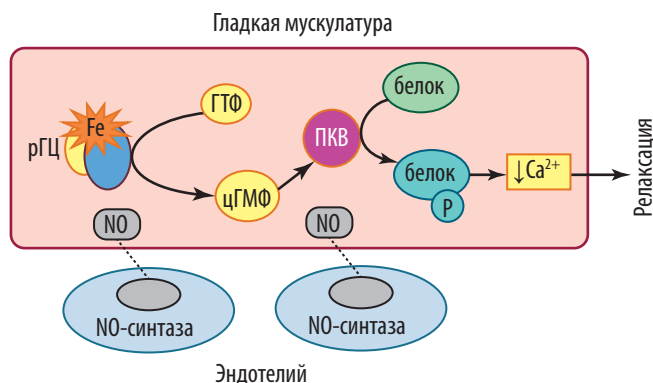 Гладкая мускулатура
рГЦ
Fe
ГТФ
цГМФ
ПКВ
белок
белок
P
↓Ca²⁺
Релаксация
NO
NO
NO-синтаза
NO-синтаза
Эндотелий